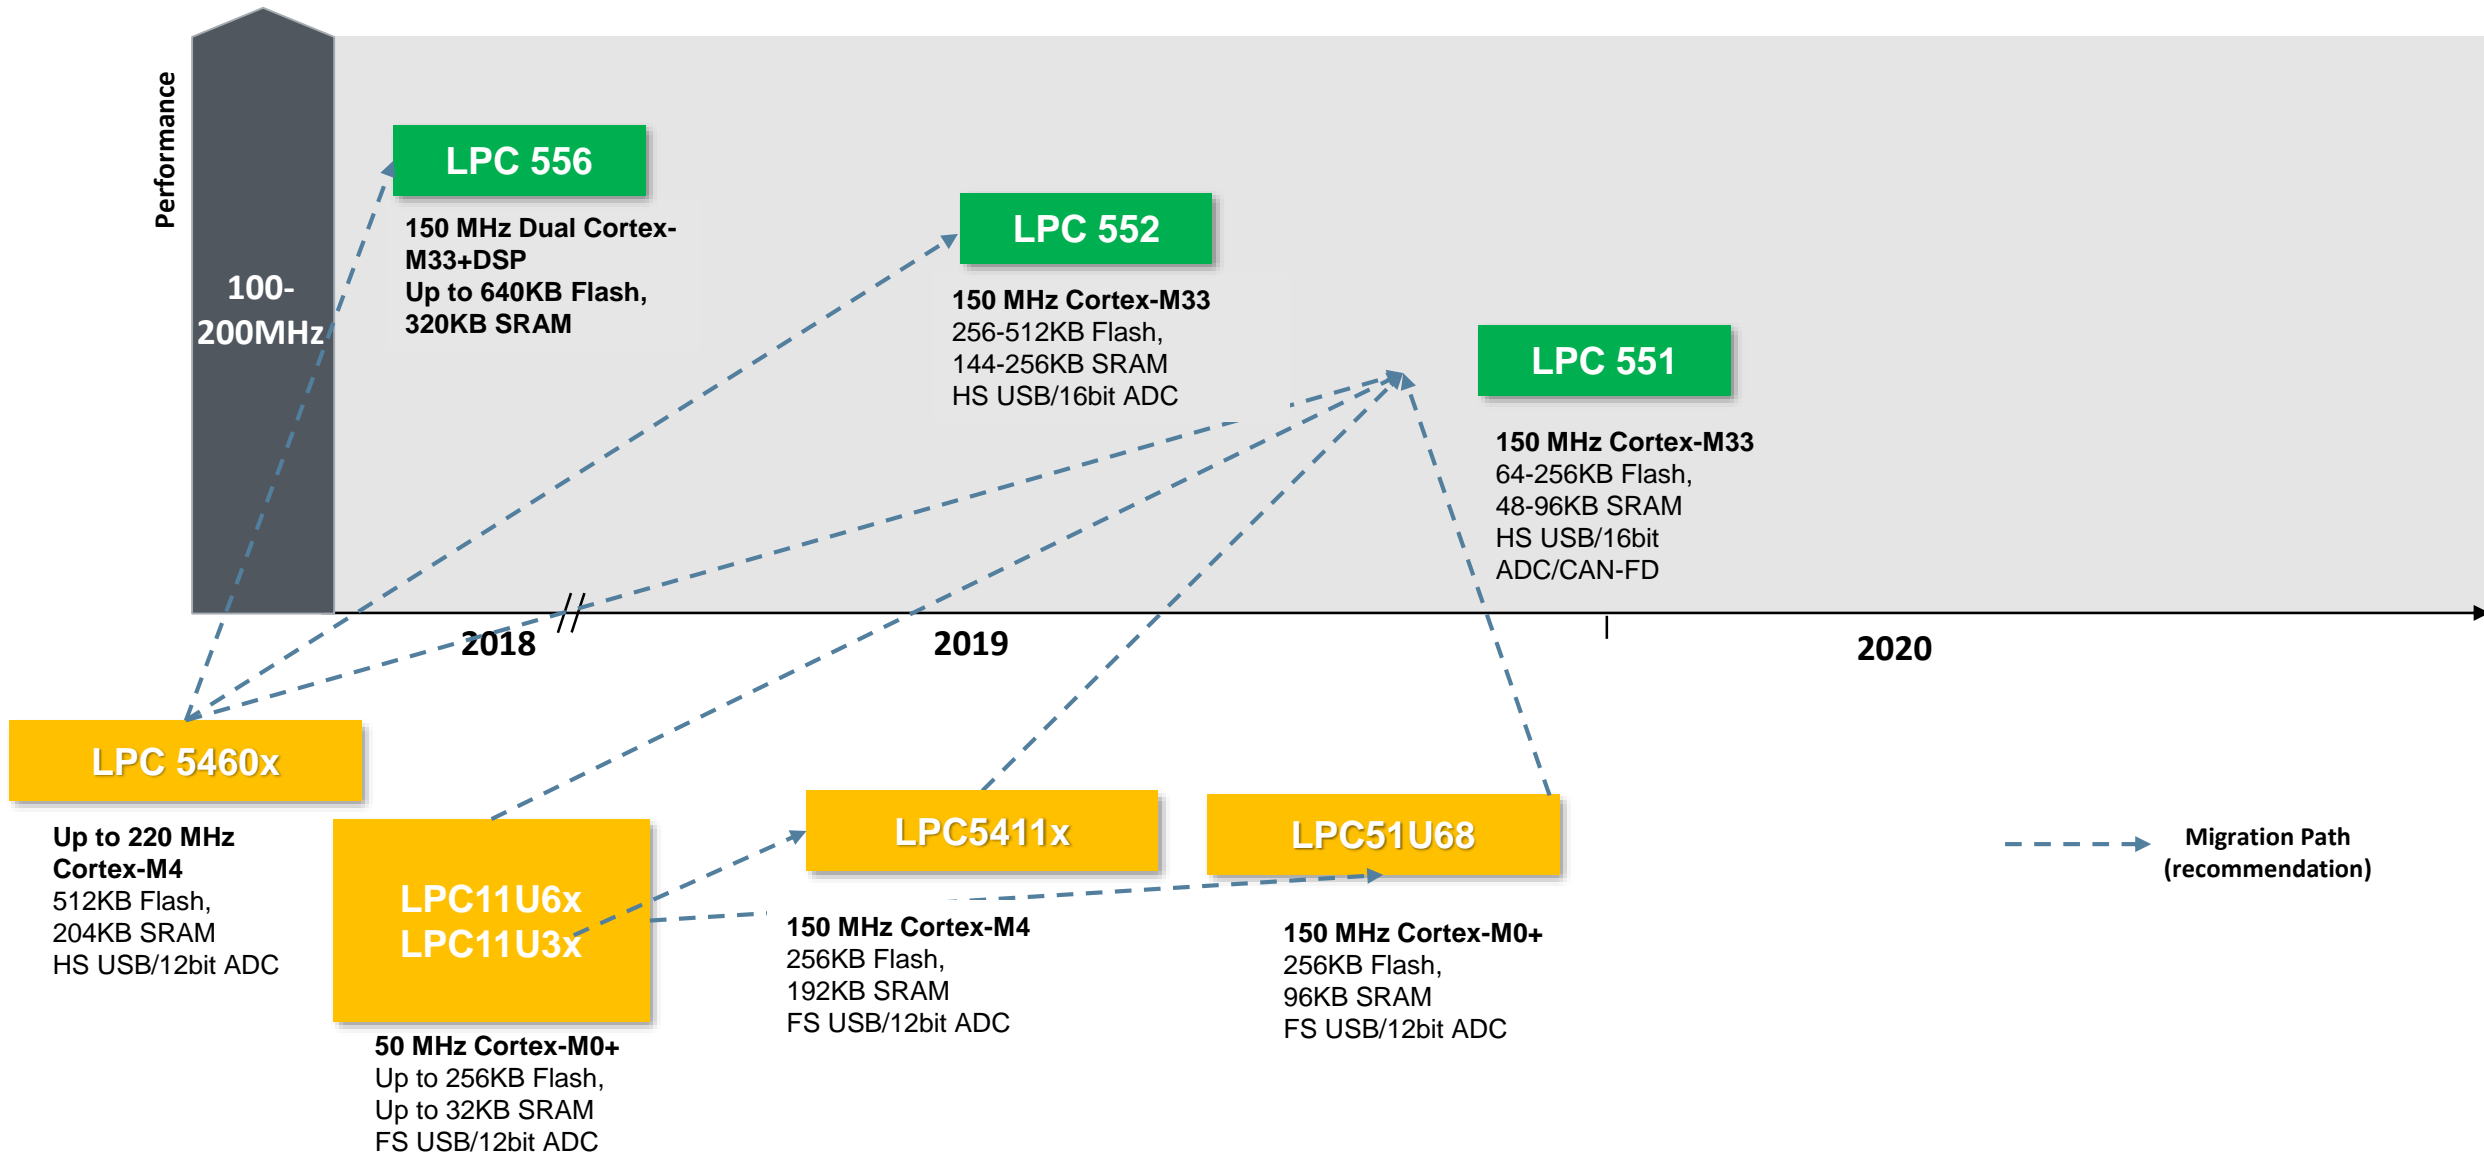 Performance
100-
200MHz
LPC 556
150 MHz Dual Cortex-
M33+DSP
Up to 640KB Flash,
320KB SRAM
LPC 552
150 MHz Cortex-M33
256-512KB Flash,
144-256KB SRAM
HS USB/16bit ADC
LPC 551
150 MHz Cortex-M33
64-256KB Flash,
48-96KB SRAM
HS USB/16bit
ADC/CAN-FD
2018
2019
2020
LPC 5460x
Up to 220 MHz
Cortex-M4
512KB Flash,
204KB SRAM
HS USB/12bit ADC
LPC11U6x
LPC11U3x
50 MHz Cortex-M0+
Up to 256KB Flash,
Up to 32KB SRAM
FS USB/12bit ADC
LPC5411x
150 MHz Cortex-M4
256KB Flash,
192KB SRAM
FS USB/12bit ADC
LPC51U68
150 MHz Cortex-M0+
256KB Flash,
96KB SRAM
FS USB/12bit ADC
Migration Path
(recommendation)